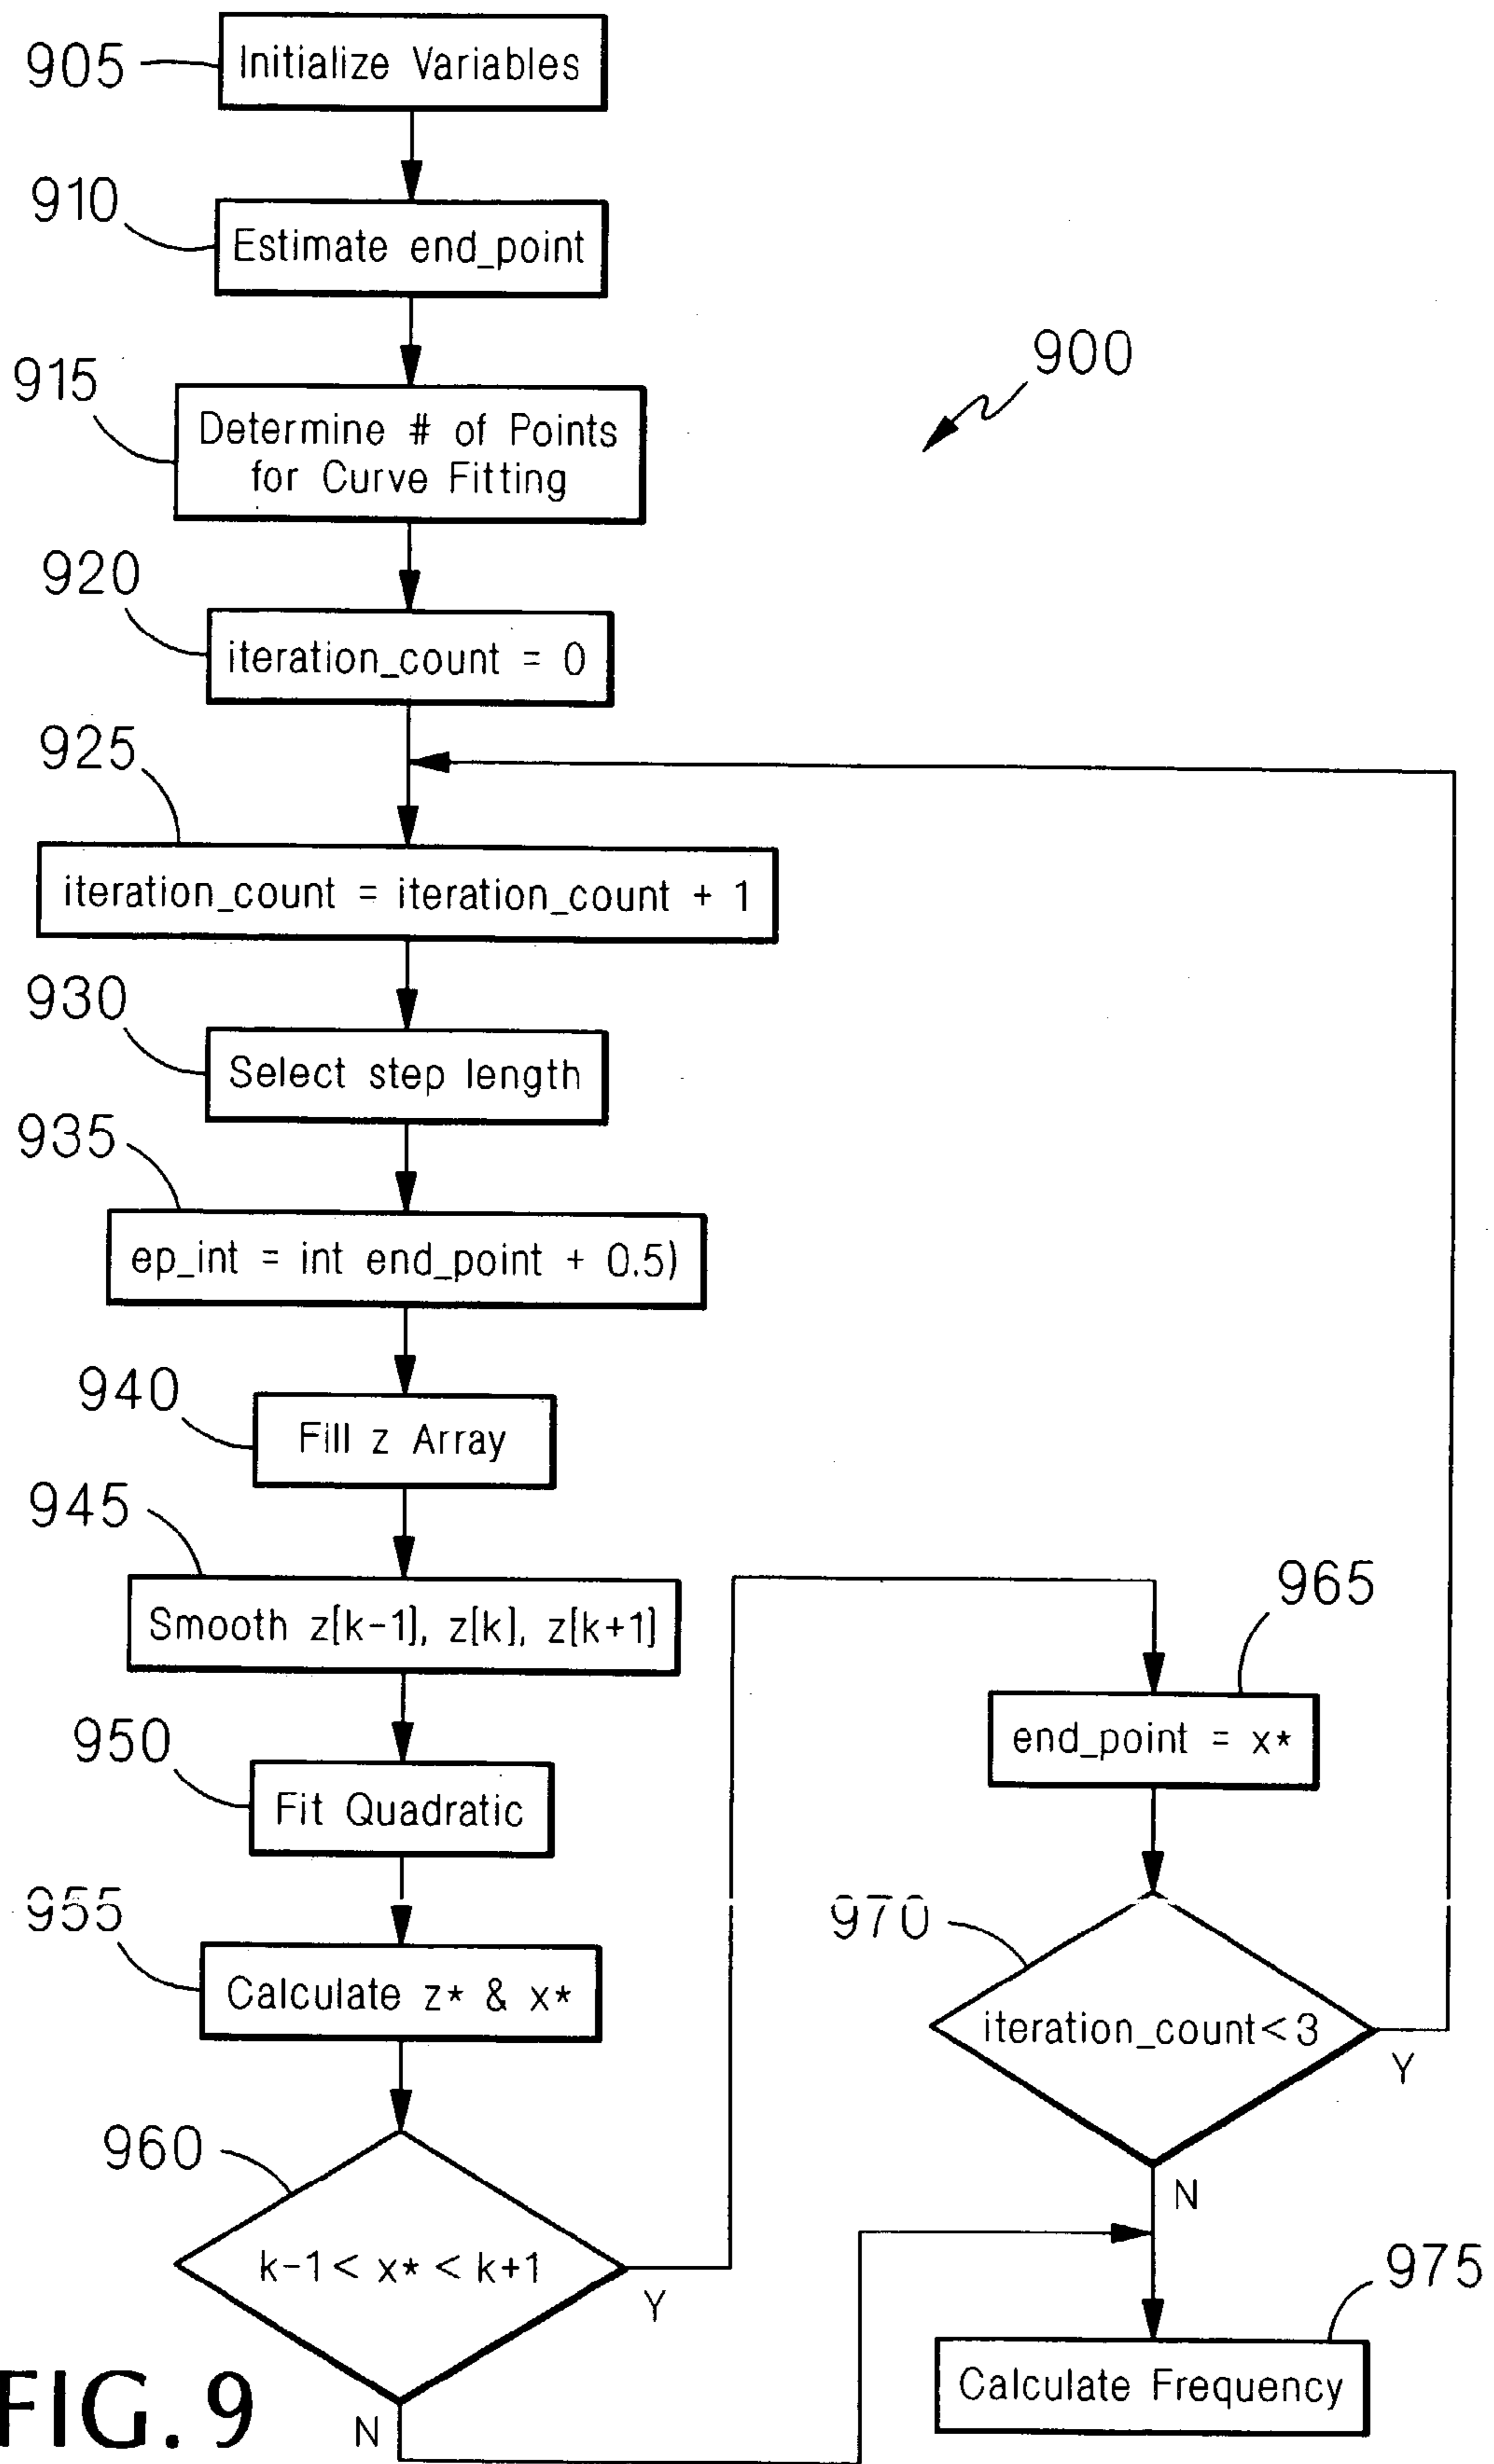 905
Initialize Variables
910
Estimate end_point
900
915
Determine # of Points
for Curve Fitting
920
iteration_count = 0
925
iteration_count = iteration_count + 1
930
Select step length
935
ep_int = int end_point + 0.5)
940
Fill z Array
945
Smooth z[k-1], z[k], z[k+1]
965
end_point = x*
950
Fit Quadratic
955
Calculate z* & x*
970
iteration_count<3
Y
N
960
k-1 < x* < k+1
Y
N
975
Calculate Frequency
FIG. 9